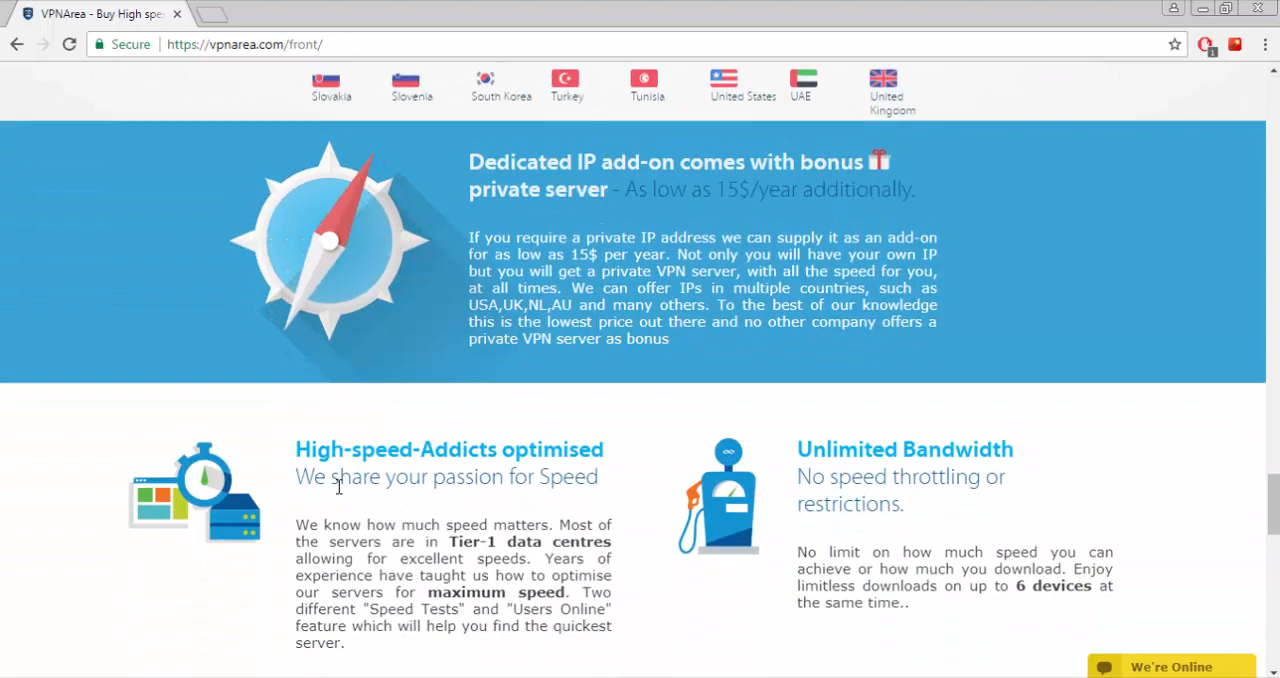 VPNArea - Buy High spe
Secure
https://vpnarea.com/front/
1
Slovakia
Slovenia
South Korea
Turkey
Tunisia
United States
UAE
United
Kingdom
Dedicated IP add-on comes with bonus
private server - As low as 15$/year additionally.
If you require a private IP address we can supply it as an add-on
for as low as 15$ per year. Not only you will have your own IP
but you will get a private VPN server, with all the speed for you,
at all times. We can offer IPs in multiple countries, such as
USA,UK,NL,AU and many others. To the best of our knowledge
this is the lowest price out there and no other company offers a
private VPN server as bonus
High-speed-Addicts optimised
We share your passion for Speed
We know how much speed matters. Most of
the servers are in Tier-1 data centres
allowing for excellent speeds. Years of
experience have taught us how to optimise
our servers for maximum speed. Two
different "Speed Tests" and "Users Online"
feature which will help you find the quickest
server.
Unlimited Bandwidth
No speed throttling or
restrictions.
No limit on how much speed you can
achieve or how much you download. Enjoy
limitless downloads on up to 6 devices at
the same time..
We're Online